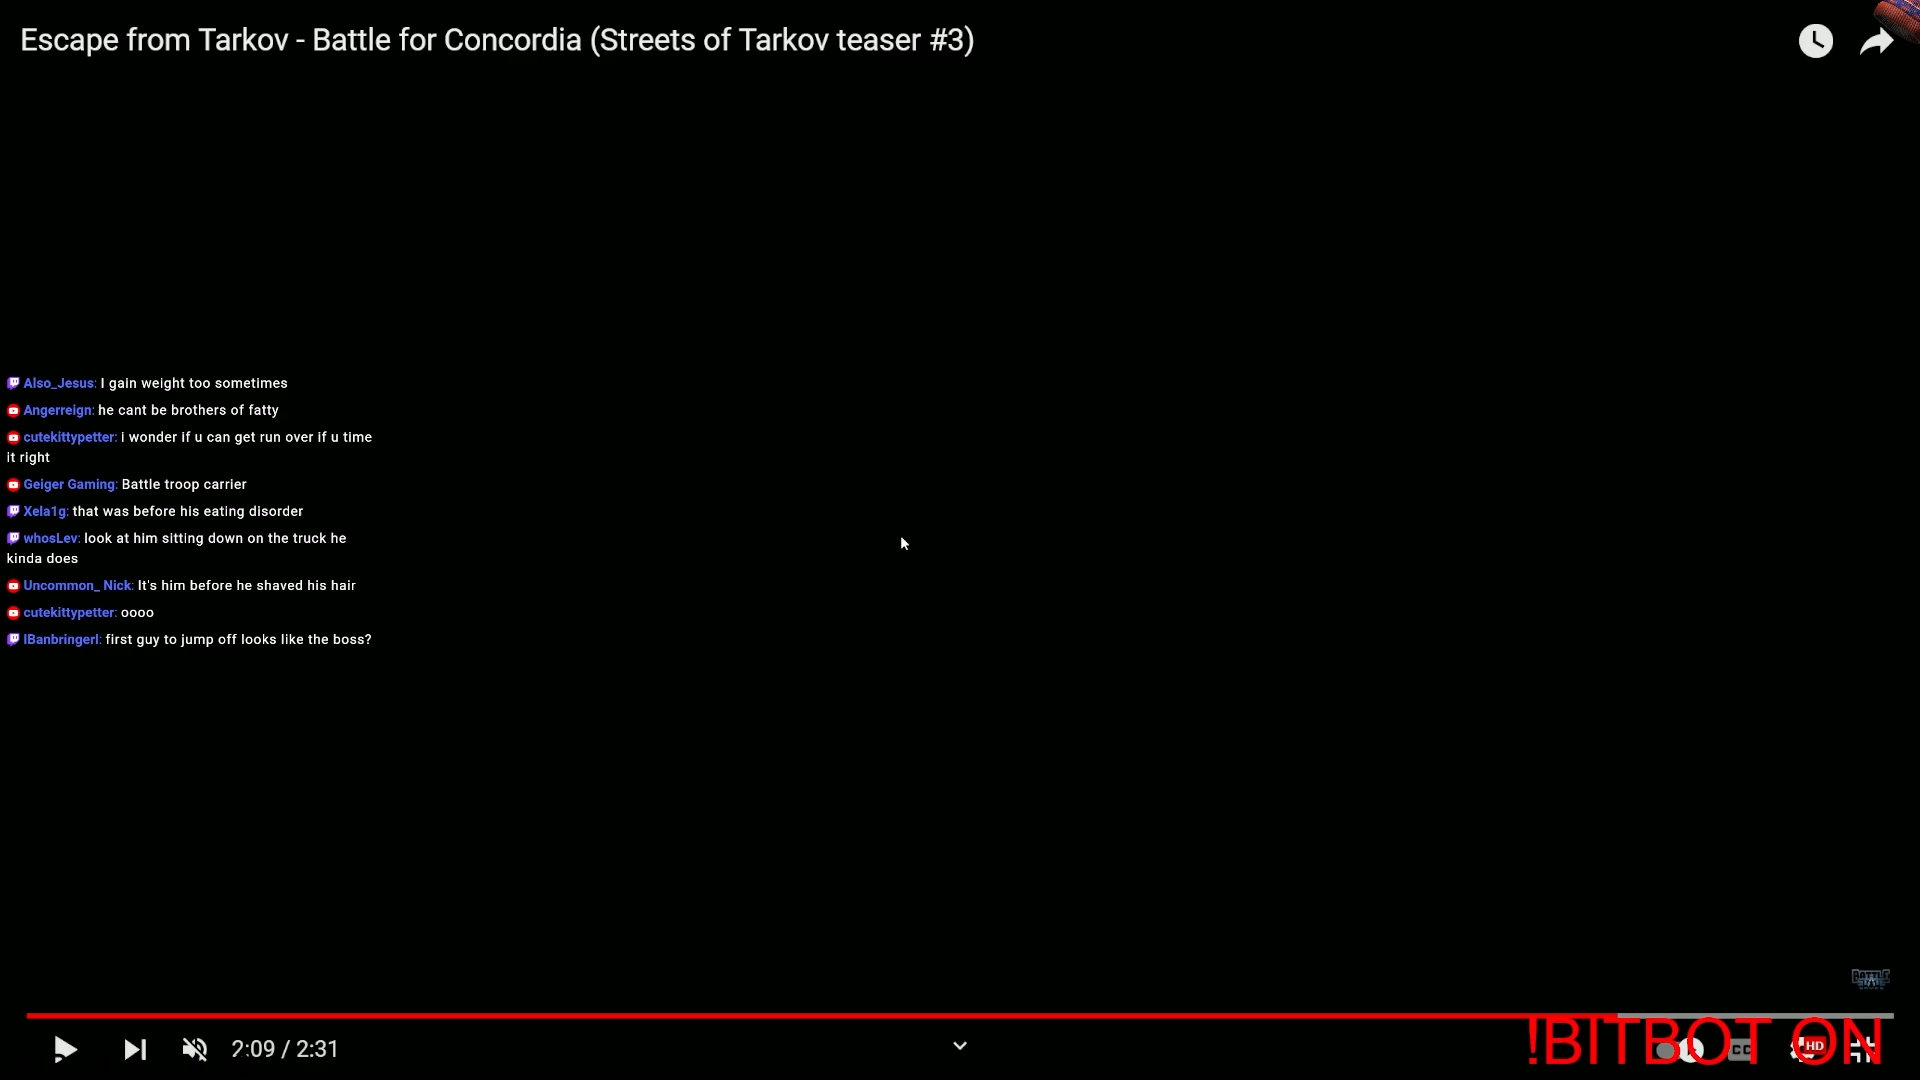 Escape from Tarkov - Battle for Concordia (Streets of Tarkov teaser #3)
Also_Jesus: I gain weight too sometimes
Angerreign: he cant be brothers of fatty
cutekittypetter: i wonder if u can get run over if u time
it right
Geiger Gaming: Battle troop carrier
Xela1g: that was before his eating disorder
whosLev: look at him sitting down on the truck he
kinda does
Uncommon_ Nick: It's him before he shaved his hair
cutekittypetter: oooo
IBanbringerI: first guy to jump off looks like the boss?
BATTLE
2:09 / 2:31
!BITBOT ON
CC
HD